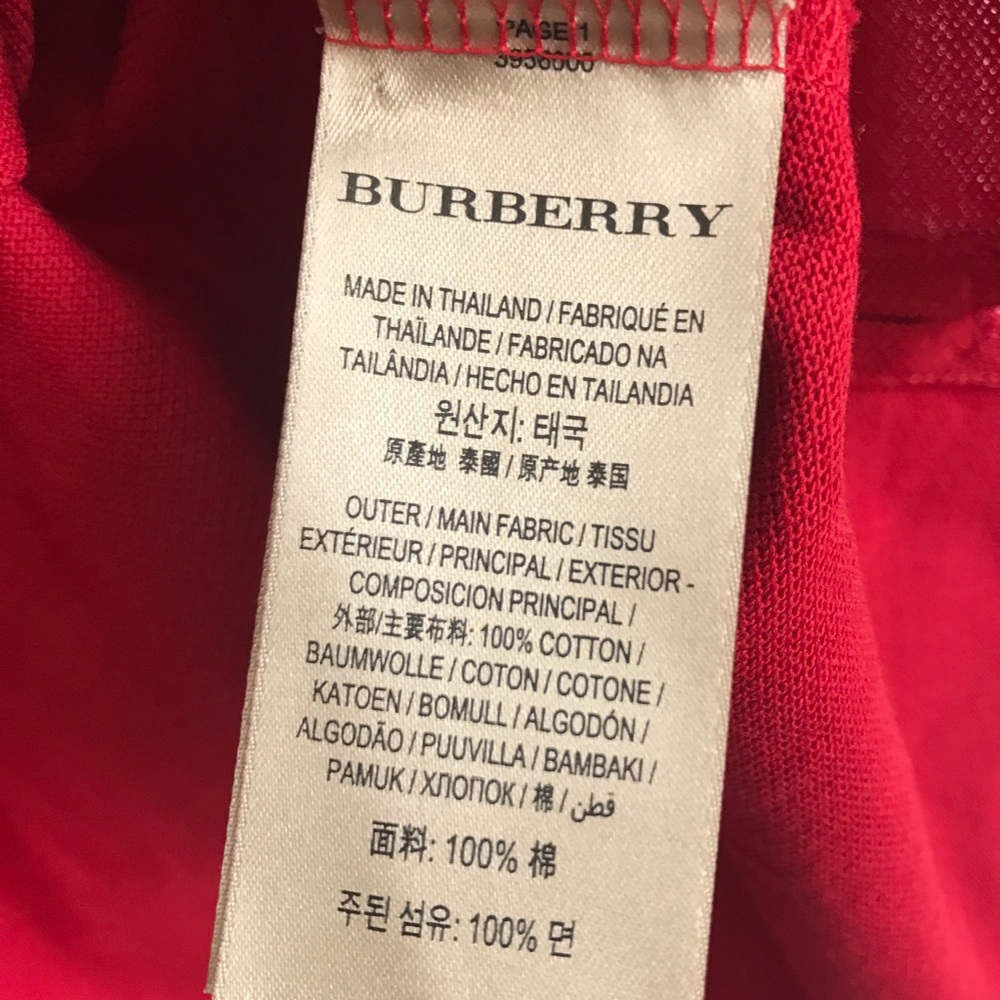 PAGE 1
3956000
BURBERRY
MADE IN THAILAND / FABRIQUÉ EN
THAÏLANDE / FABRICADO NA
TAILÂNDIA / HECHO EN TAILANDIA
원산지: 태국
原產地 泰國 / 原产地 泰国
OUTER / MAIN FABRIC / TISSU
EXTÉRIEUR / PRINCIPAL / EXTERIOR -
COMPOSICION PRINCIPAL /
外部/主要布料: 100% COTTON /
BAUMWOLLE / COTON / COTONE /
KATOEN / BOMULL / ALGODÓN /
ALGODÃO / PUUVILLA / BAMBAKI /
PAMUK / ХЛОПОК / 棉 / قطن
面料: 100% 棉
주된 섬유: 100% 면